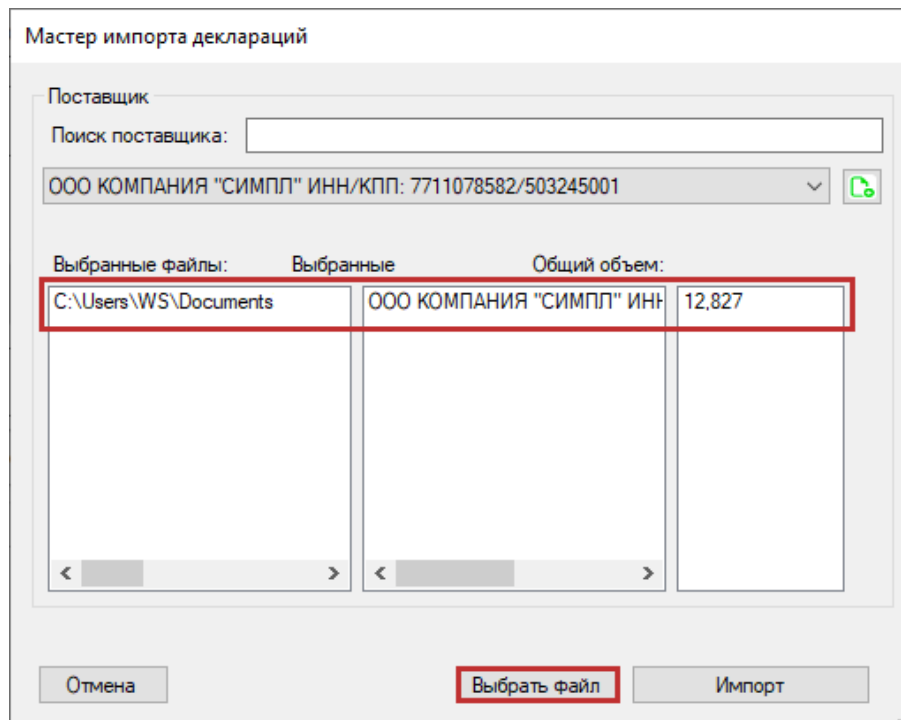 Мастер импорта деклараций
Поставщик
Поиск поставщика:
ООО КОМПАНИЯ "СИМПЛ" ИНН/КПП: 7711078582/503245001
Выбранные файлы: Выбранные Общий объем:
C:\Users\WS\Documents ООО КОМПАНИЯ "СИМПЛ" ИНН 12,827
Отмена Выбрать файл Импорт